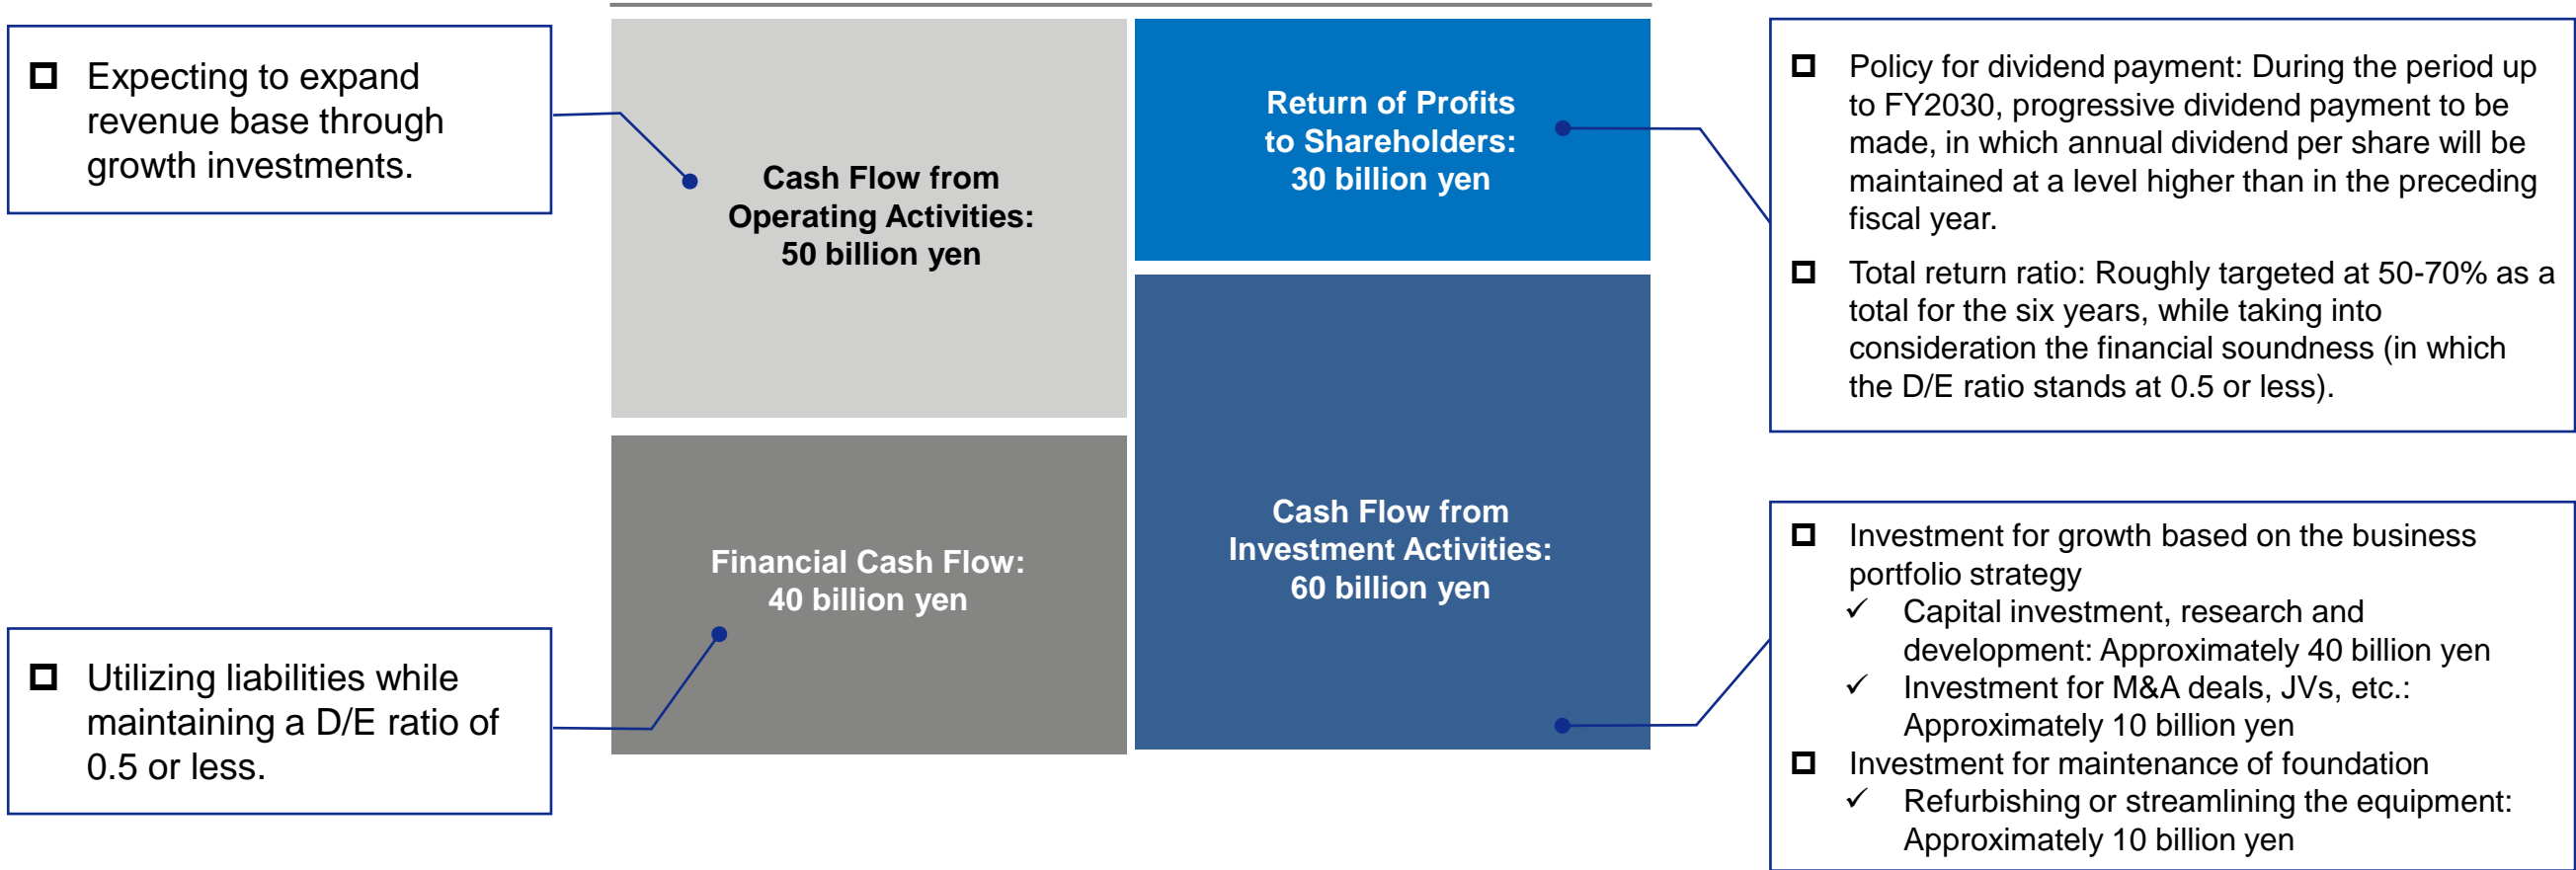 Expecting to expand
revenue base through
growth investments.
Cash Flow from
Operating Activities:
50 billion yen
Return of Profits
to Shareholders:
30 billion yen
Policy for dividend payment: During the period up
to FY2030, progressive dividend payment to be
made, in which annual dividend per share will be
maintained at a level higher than in the preceding
fiscal year.
Total return ratio: Roughly targeted at 50-70% as a
total for the six years, while taking into
consideration the financial soundness (in which
the D/E ratio stands at 0.5 or less).
Utilizing liabilities while
maintaining a D/E ratio of
0.5 or less.
Financial Cash Flow:
40 billion yen
Cash Flow from
Investment Activities:
60 billion yen
Investment for growth based on the business
portfolio strategy
✓ Capital investment, research and
development: Approximately 40 billion yen
✓ Investment for M&A deals, JVs, etc.:
Approximately 10 billion yen
Investment for maintenance of foundation
✓ Refurbishing or streamlining the equipment:
Approximately 10 billion yen